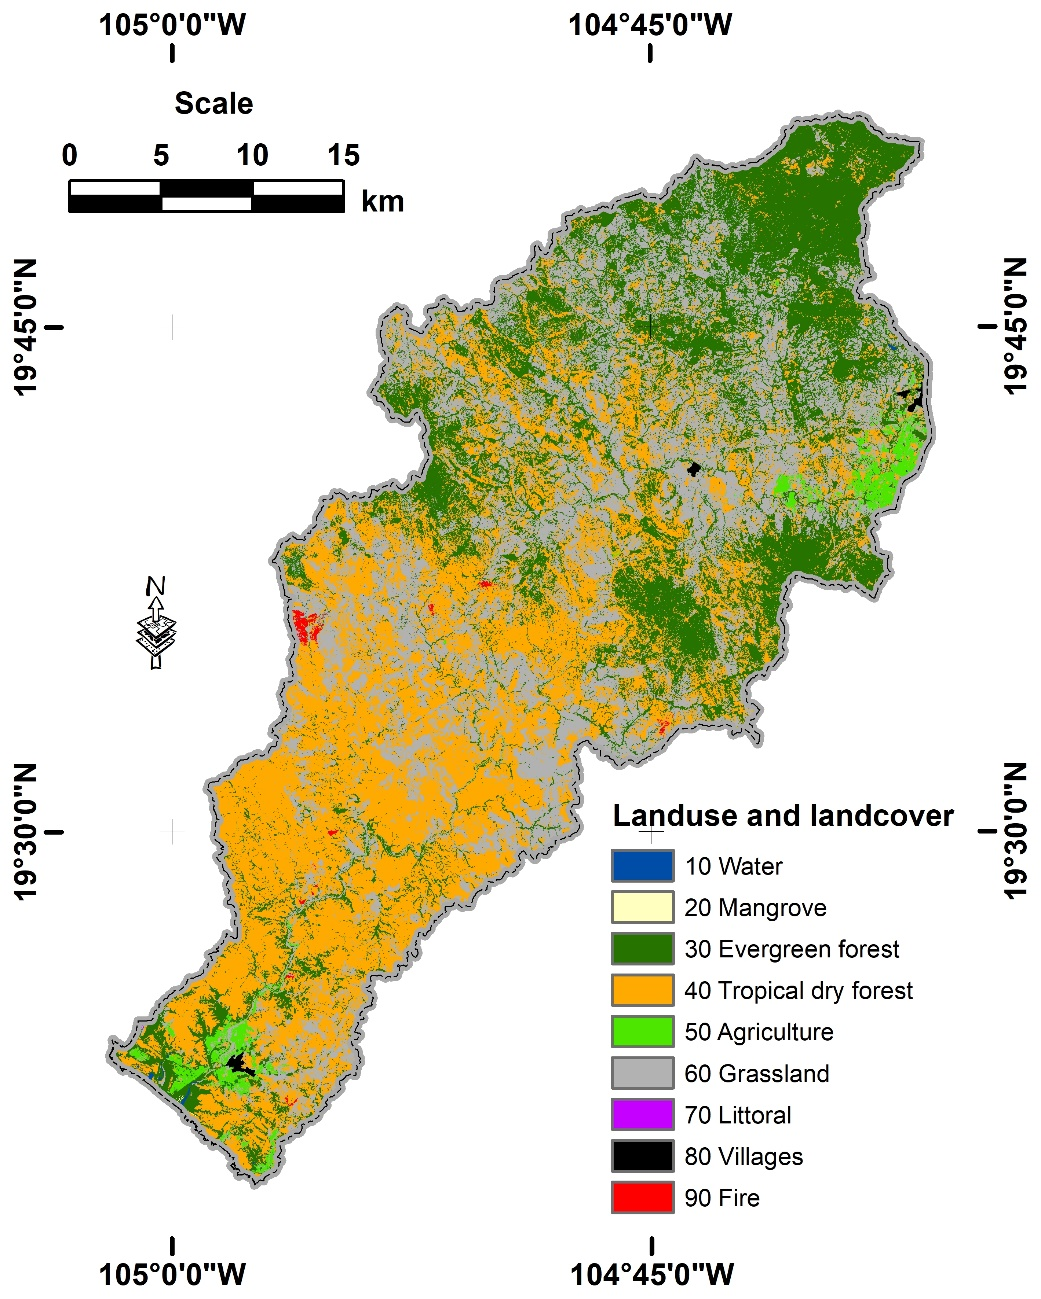 105°0'0"W 104°45'0"W
Scale
0 5 10 15
km
19°45'0"N 19°45'0"N
N
19°30'0"N 19°30'0"N
Landuse and landcover
10 Water
20 Mangrove
30 Evergreen forest
40 Tropical dry forest
50 Agriculture
60 Grassland
70 Littoral
80 Villages
90 Fire
105°0'0"W 104°45'0"W